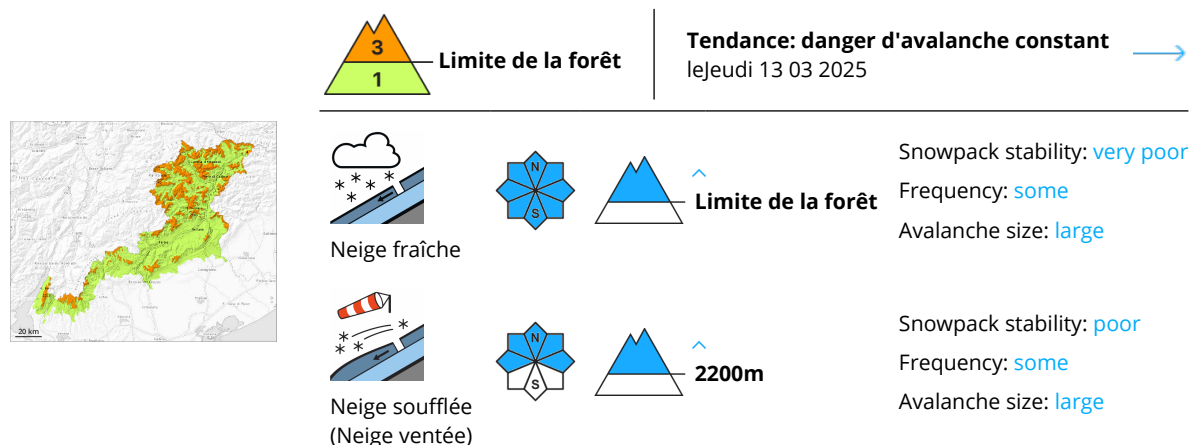 3
1
Limite de la forêt
Tendance: danger d'avalanche constant
leJeudi 13 03 2025
20 km
N
S
Limite de la forêt
Neige fraîche
Snowpack stability: very poor
Frequency: some
Avalanche size: large
N
S
2200m
Neige soufflée
(Neige ventée)
Snowpack stability: poor
Frequency: some
Avalanche size: large